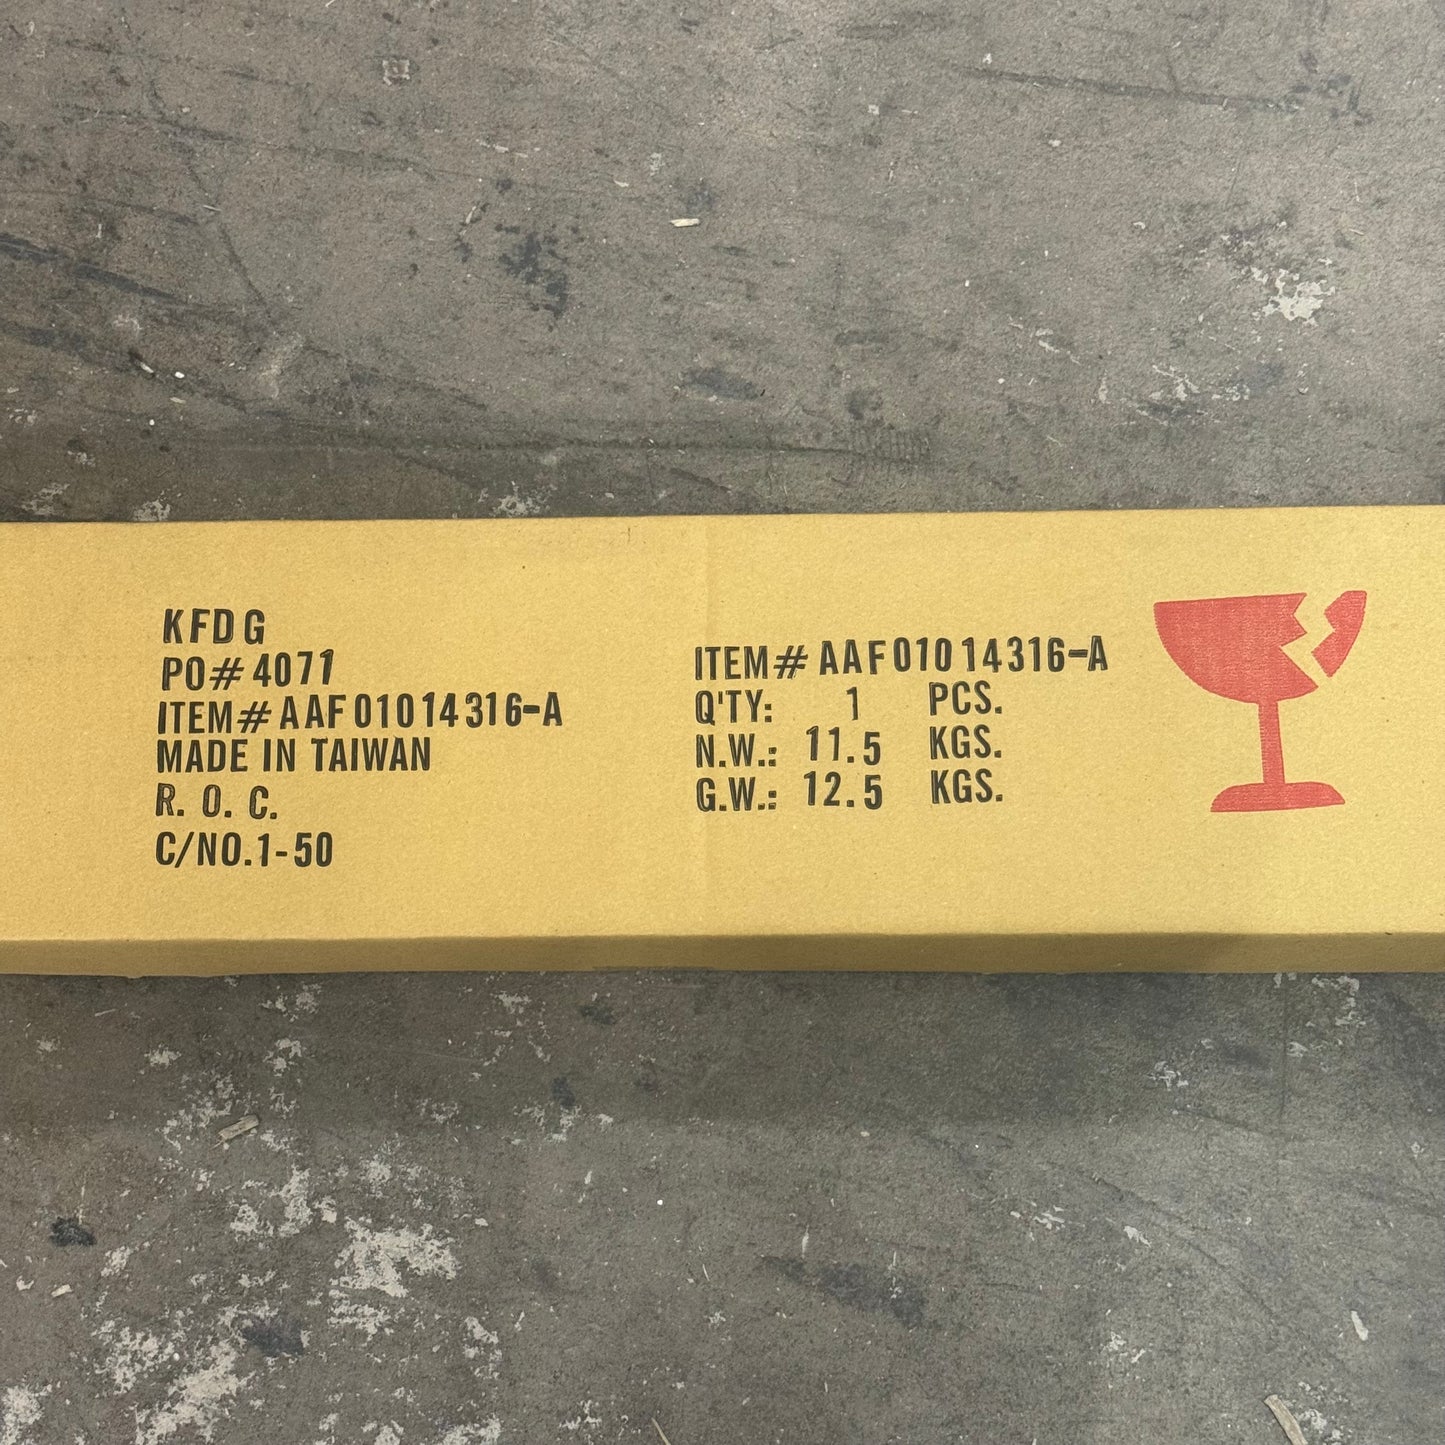 KFDG
PO# 4071
ITEM# AAF01014316-A
MADE IN TAIWAN
R. O. C.
C/NO.1-50
ITEM# AAF01014316-A
Q'TY: 1 PCS.
N.W.: 11.5 KGS.
G.W.: 12.5 KGS.